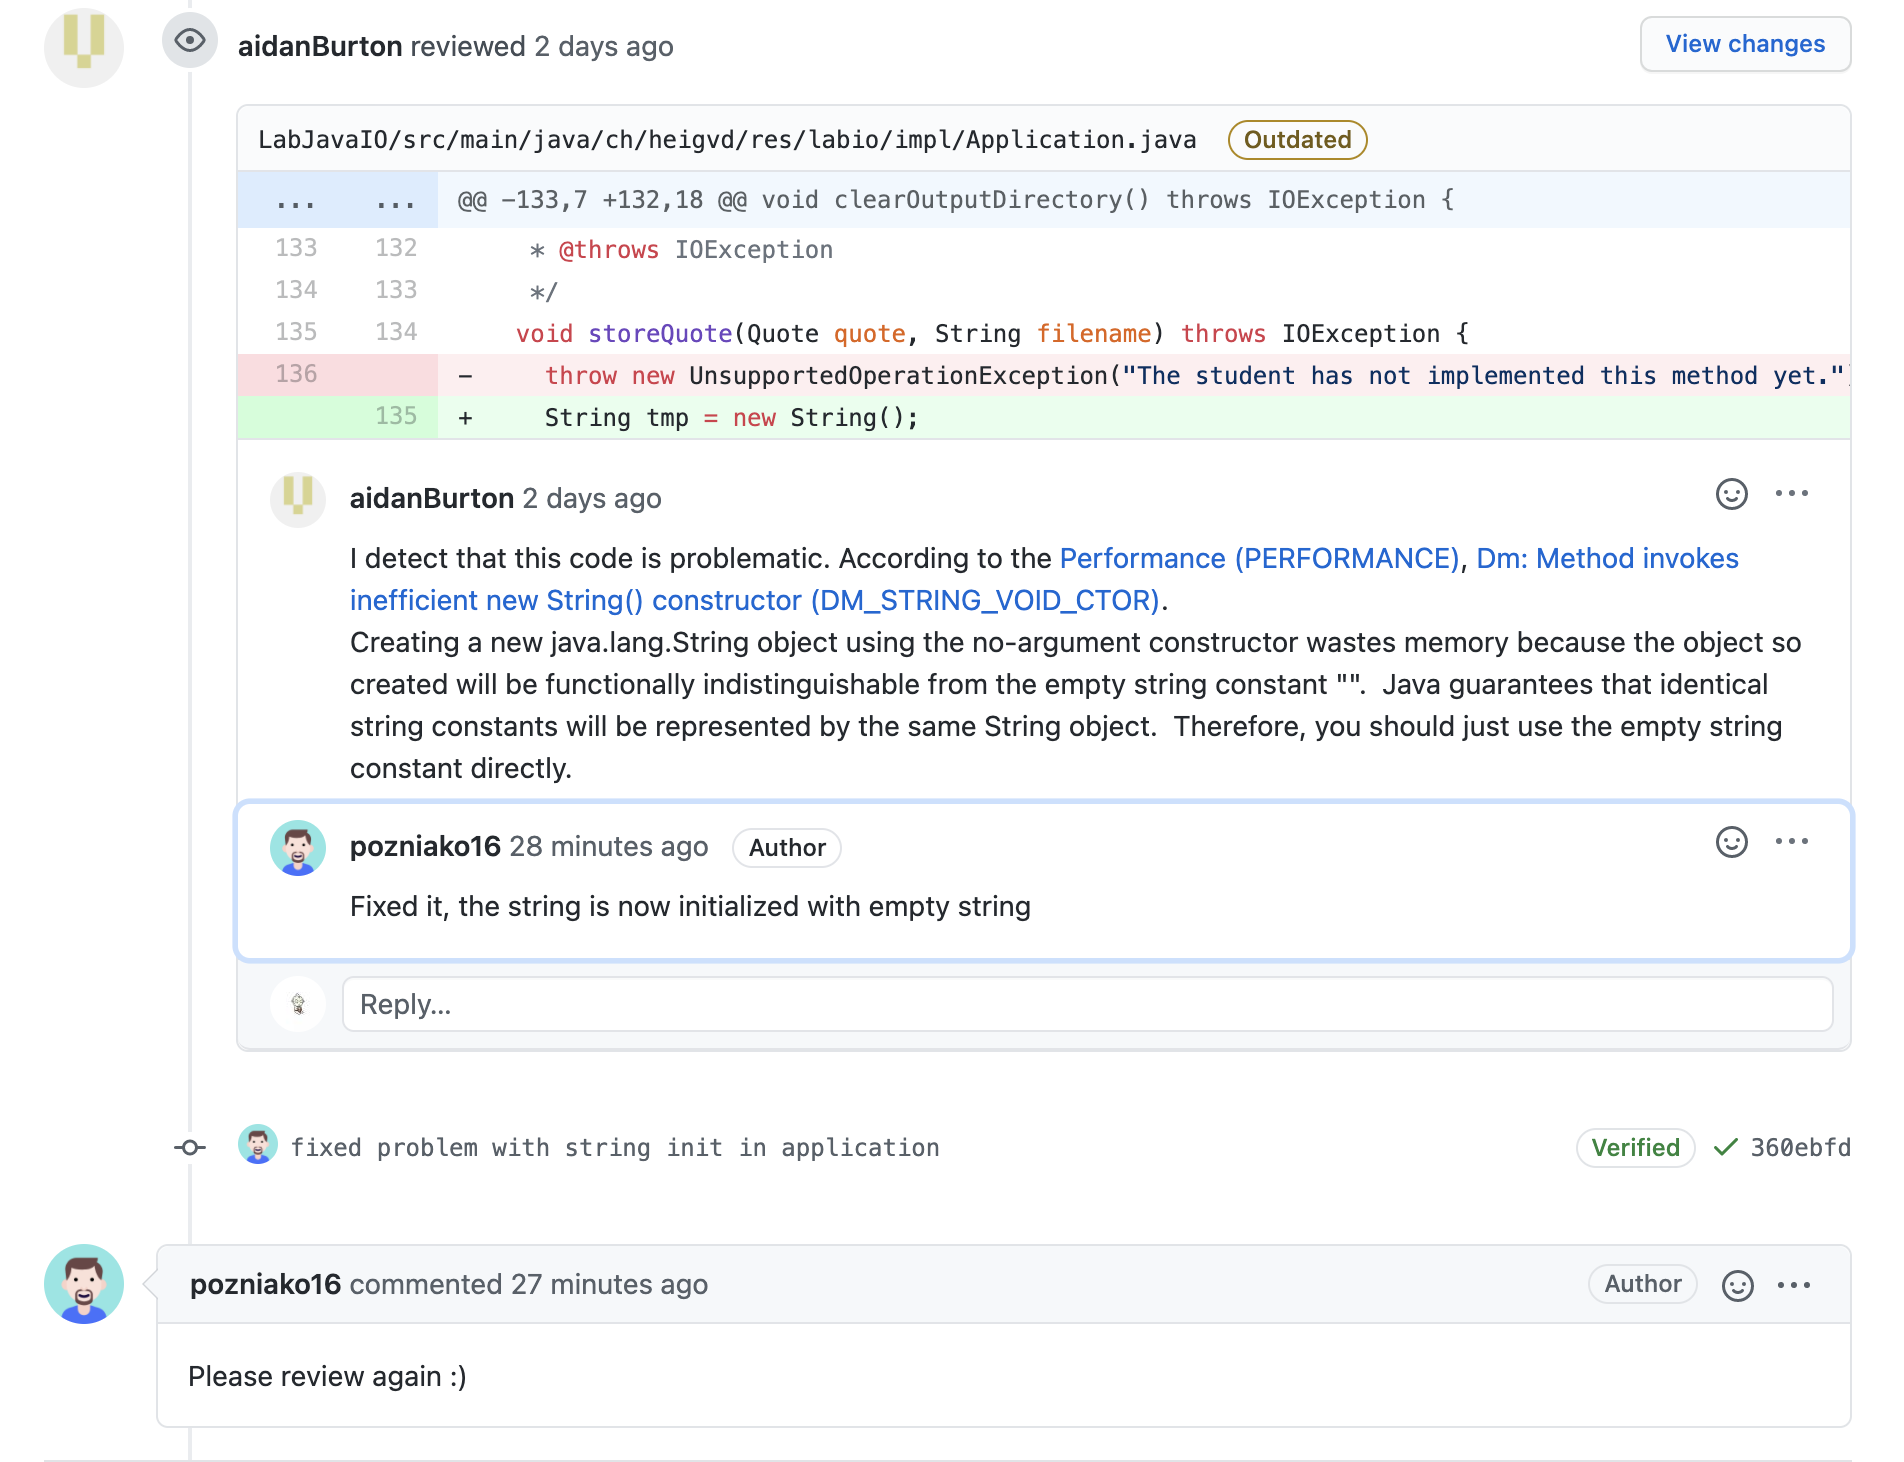 aidanBurton reviewed 2 days ago
View changes
LabJavaIO/src/main/java/ch/heigvd/res/labio/impl/Application.java Outdated
... ... @@ -133,7 +132,18 @@ void clearOutputDirectory() throws IOException {
133 132 * @throws IOException
134 133 */
135 134 void storeQuote(Quote quote, String filename) throws IOException {
136 - throw new UnsupportedOperationException("The student has not implemented this method yet.")
135 + String tmp = new String();
aidanBurton 2 days ago
I detect that this code is problematic. According to the Performance (PERFORMANCE), Dm: Method invokes
inefficient new String() constructor (DM_STRING_VOID_CTOR).
Creating a new java.lang.String object using the no-argument constructor wastes memory because the object so
created will be functionally indistinguishable from the empty string constant "".  Java guarantees that identical
string constants will be represented by the same String object.  Therefore, you should just use the empty string
constant directly.
pozniako16 28 minutes ago Author
Fixed it, the string is now initialized with empty string
Reply...
fixed problem with string init in application Verified 360ebfd
pozniako16 commented 27 minutes ago Author
Please review again :)